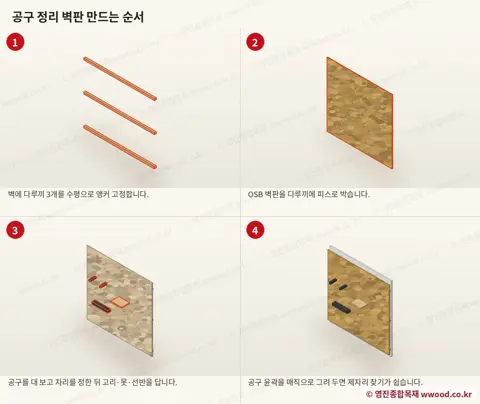 공구 정리 벽판 만드는 순서
1
2
벽에 다루끼 3개를 수평으로 앵커 고정합니다.
OSB 벽판을 다루끼에 피스로 박습니다.
3
4
공구를 대 보고 자리를 정한 뒤 고리·못·선반을 답니다.
공구 윤곽을 매직으로 그려 두면 제자리 찾기가 쉽습니다.
© 영진종합목재 wwood.co.kr